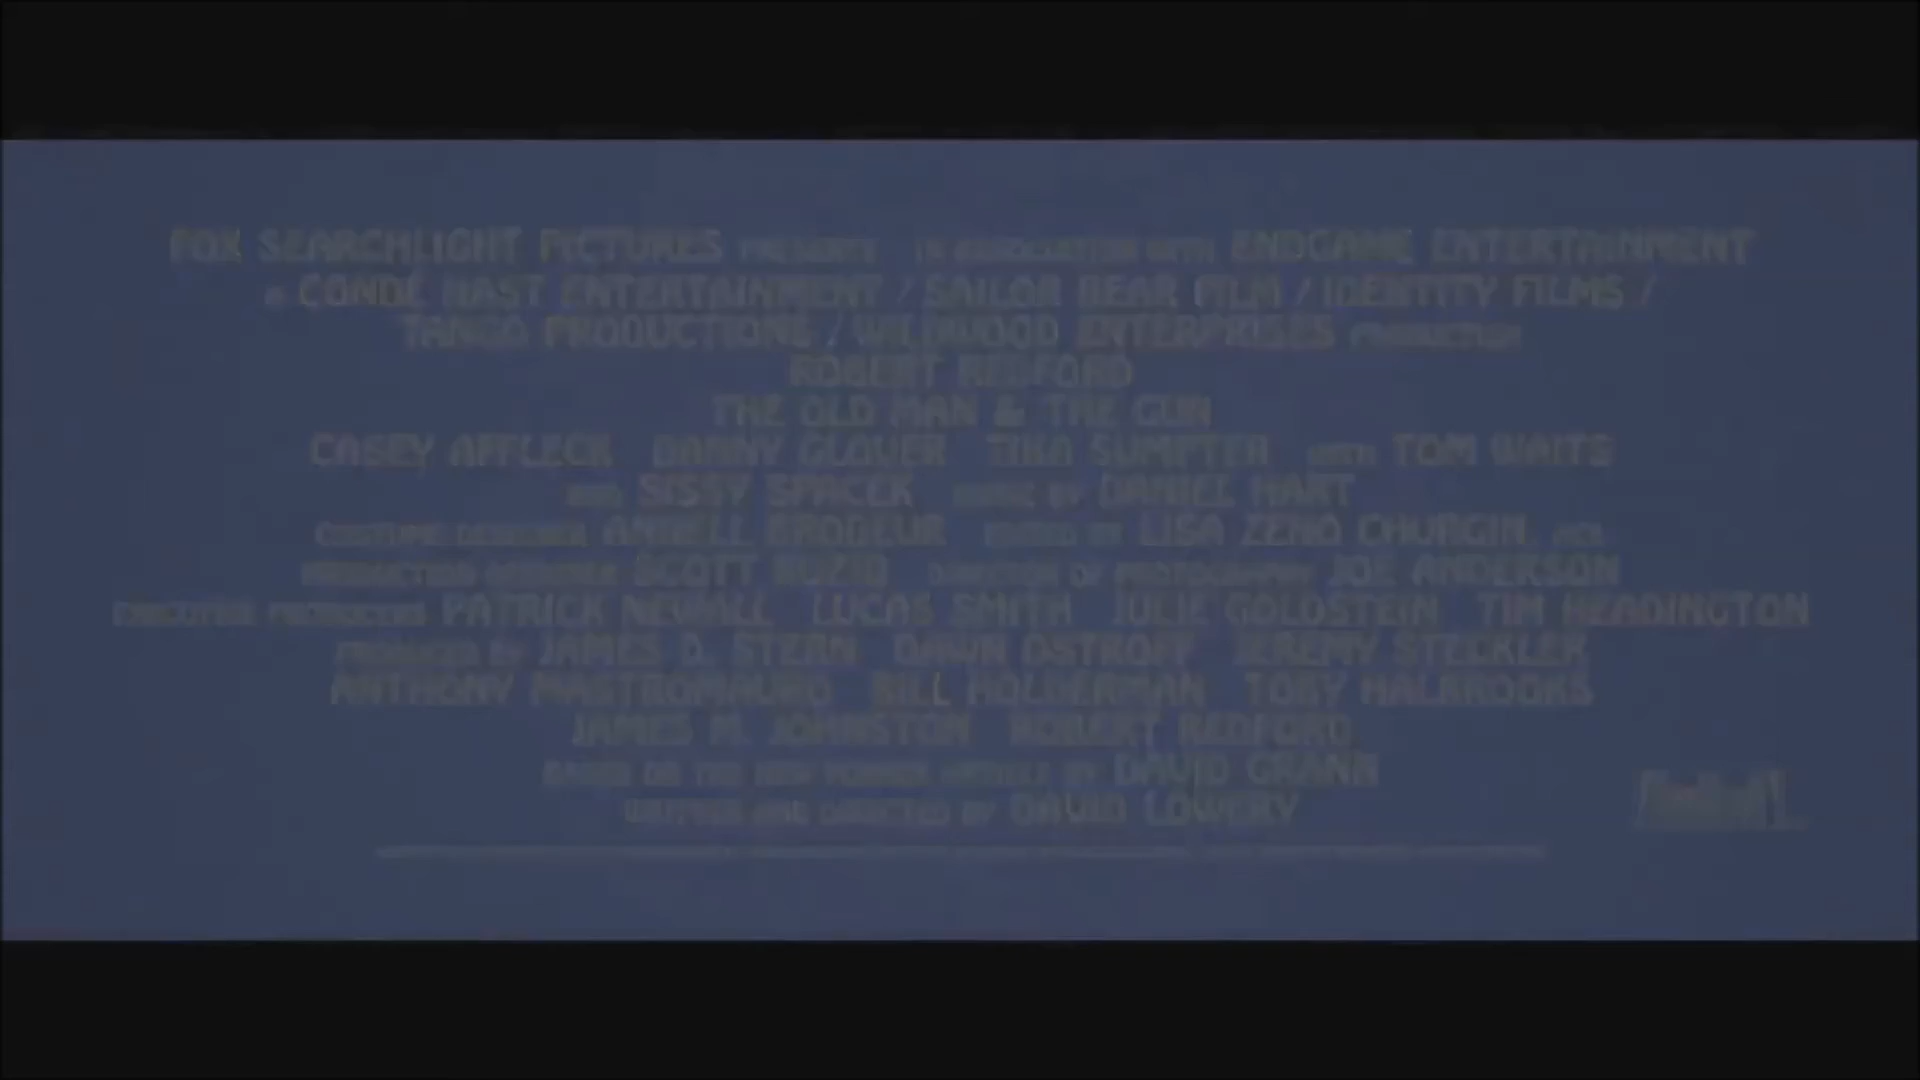 FOX SEARCHLIGHT PICTURES PRESENTS IN ASSOCIATION WITH ENDGAME ENTERTAINMENT
A CONDÉ NAST ENTERTAINMENT / SAILOR BEAR FILM / IDENTITY FILMS /
TANGO PRODUCTIONS / WILDWOOD ENTERPRISES PRODUCTION
ROBERT REDFORD
THE OLD MAN & THE GUN
CASEY AFFLECK DANNY GLOVER TIKA SUMPTER WITH TOM WAITS
AND SISSY SPACEK MUSIC BY DANIEL HART
COSTUME DESIGNER ANNELL BRODEUR EDITED BY LISA ZENO CHURGIN, ACE
PRODUCTION DESIGNER SCOTT KUZIO DIRECTOR OF PHOTOGRAPHY JOE ANDERSON
EXECUTIVE PRODUCERS PATRICK NEWALL LUCAS SMITH JULIE GOLDSTEIN TIM HEADINGTON
PRODUCED BY JAMES D. STERN DAWN OSTROFF JEREMY STECKLER
ANTHONY MASTROMAURO BILL HOLDERMAN TOBY HALBROOKS
JAMES M. JOHNSTON ROBERT REDFORD
BASED ON THE NEW YORKER ARTICLE BY DAVID GRANN
WRITTEN AND DIRECTED BY DAVID LOWERY